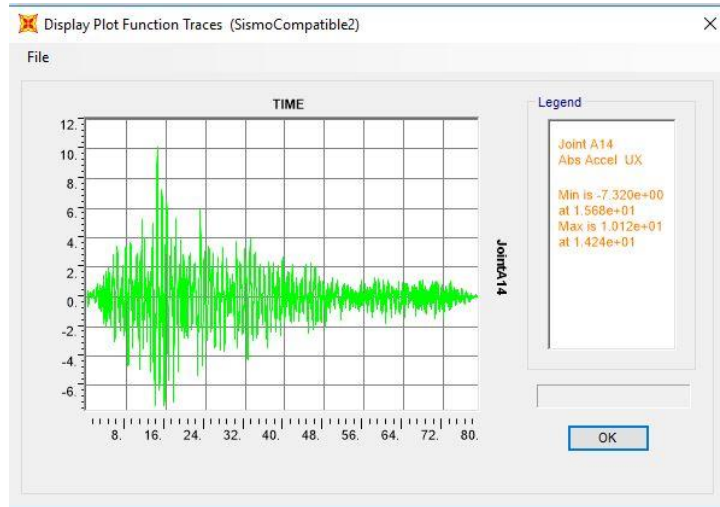 Display Plot Function Traces (SismoCompatible2)
File
TIME
Legend
12.
10.
8.
6.
4.
2.
0.
-2.
-4.
-6.
Joint A14
Abs Accel UX
Min is -7.320e+00
at 1.568e+01
Max is 1.012e+01
at 1.424e+01
JointA14
8. 16. 24. 32. 40. 48. 56. 64. 72. 80.
OK